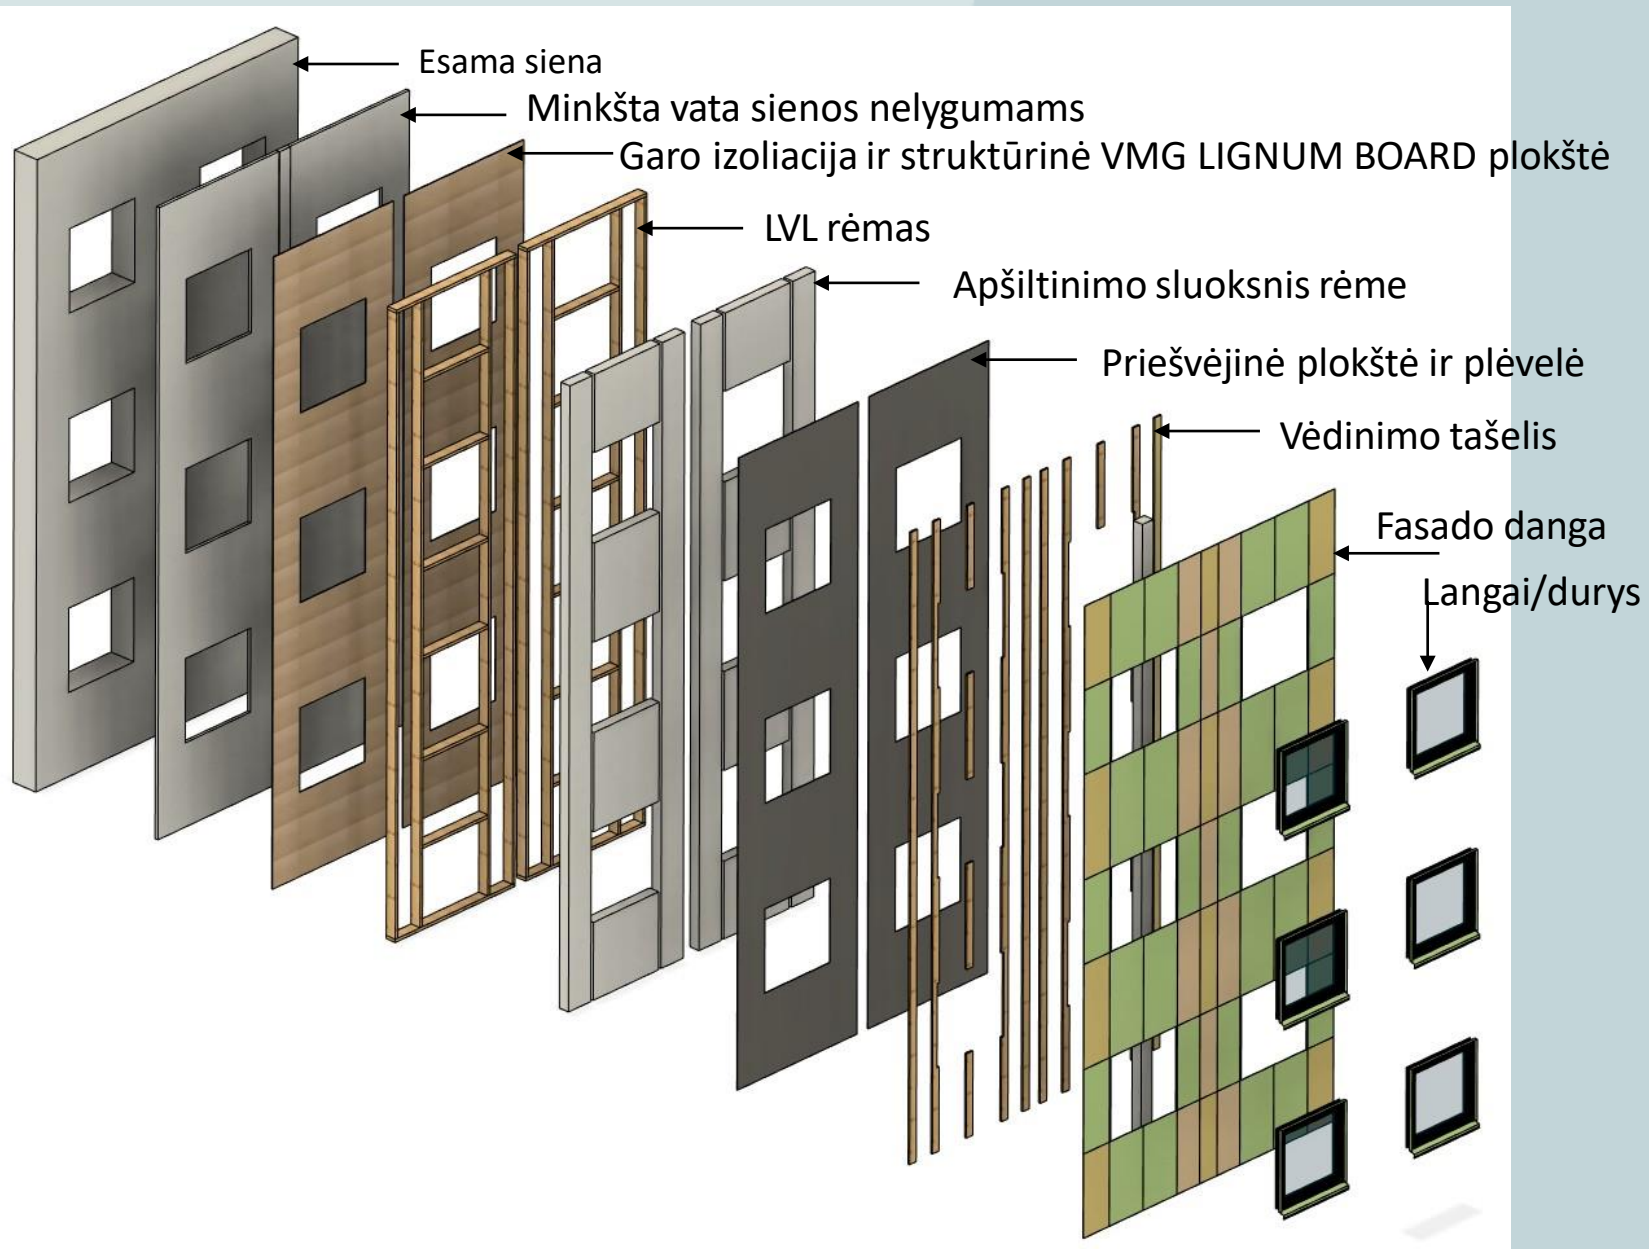 Esama siena
Minkšta vata sienos nelygumams
Garo izoliacija ir struktūrinė VMG LIGNUM BOARD plokštė
LVL rėmas
Apšiltinimo sluoksnis rėme
Priešvėjinė plokštė ir plėvelė
Vėdinimo tašelis
Fasado danga
Langai/durys